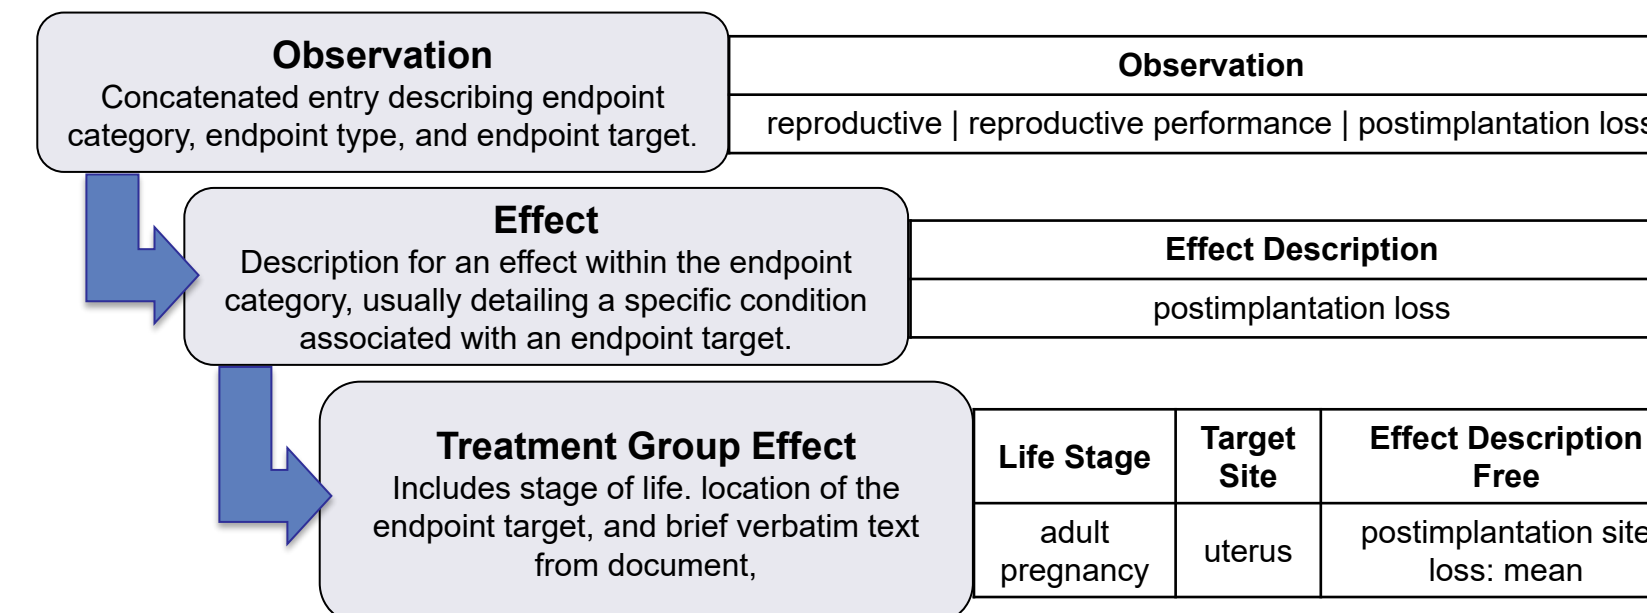 Observation
Concatenated entry describing endpoint
category, endpoint type, and endpoint target.
Observation
reproductive | reproductive performance | postimplantation loss
Effect
Description for an effect within the endpoint
category, usually detailing a specific condition
associated with an endpoint target.
Effect Description
postimplantation loss
Treatment Group Effect
Includes stage of life. location of the
endpoint target, and brief verbatim text
from document,
Life Stage
Target
Site
Effect Description
Free
adult
pregnancy
uterus
postimplantation site
loss: mean